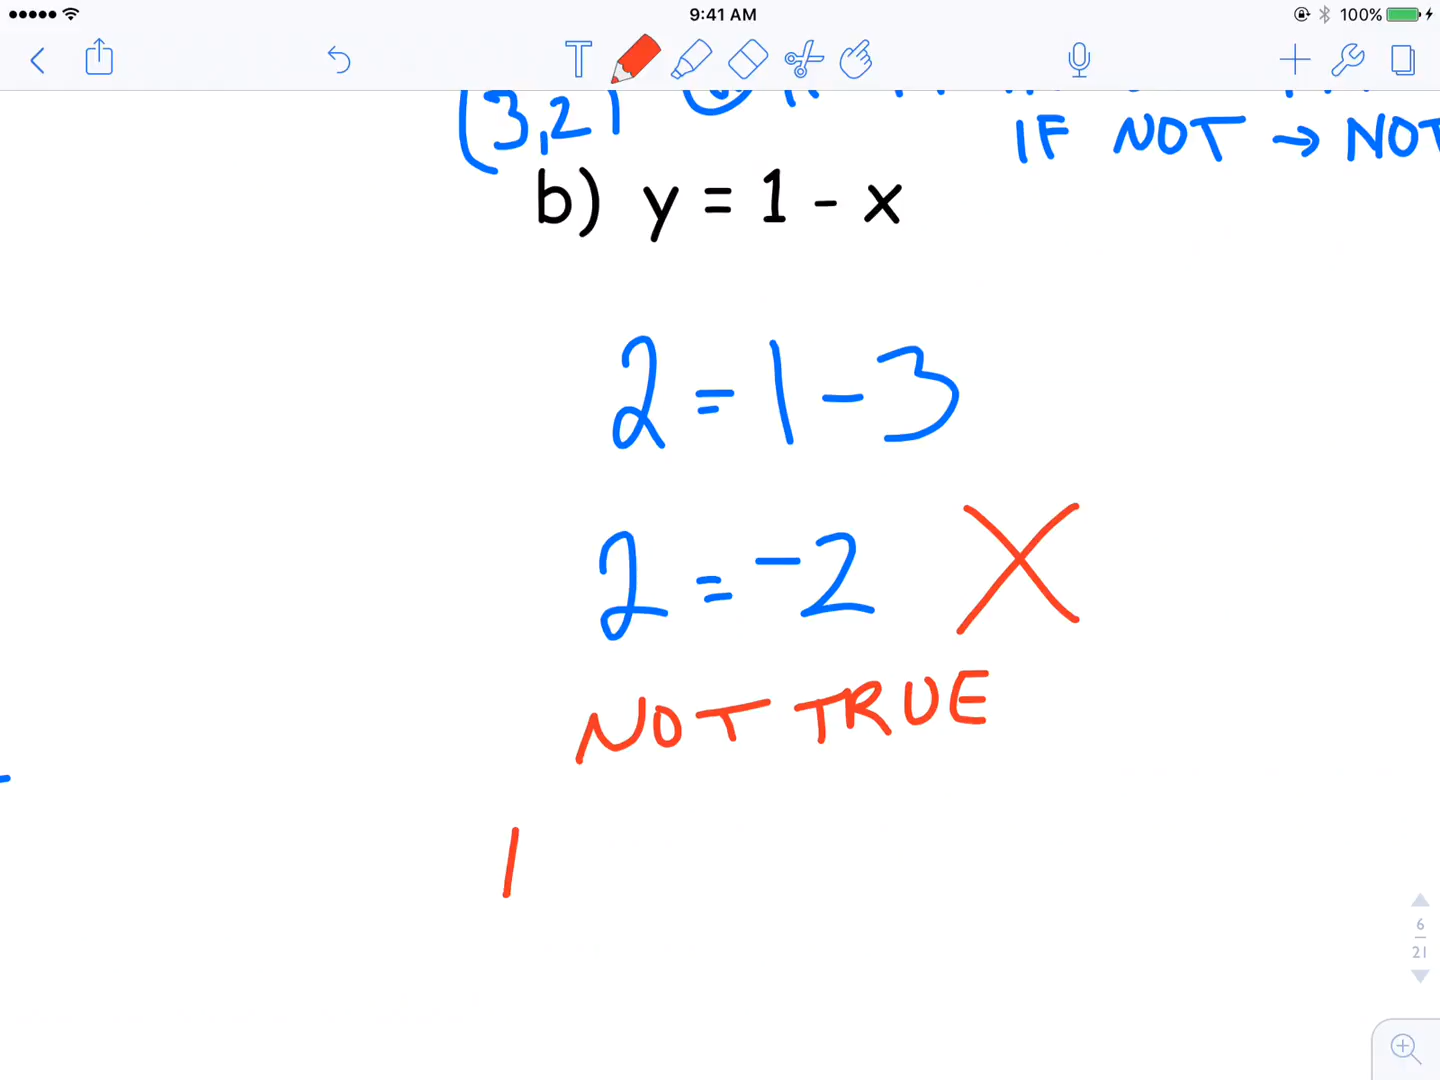 9:41 AM
100%
(3,2)
IF NOT → NOT
b) y = 1 - x
2 = 1 - 3
2 = -2 X
NOT TRUE
6
21